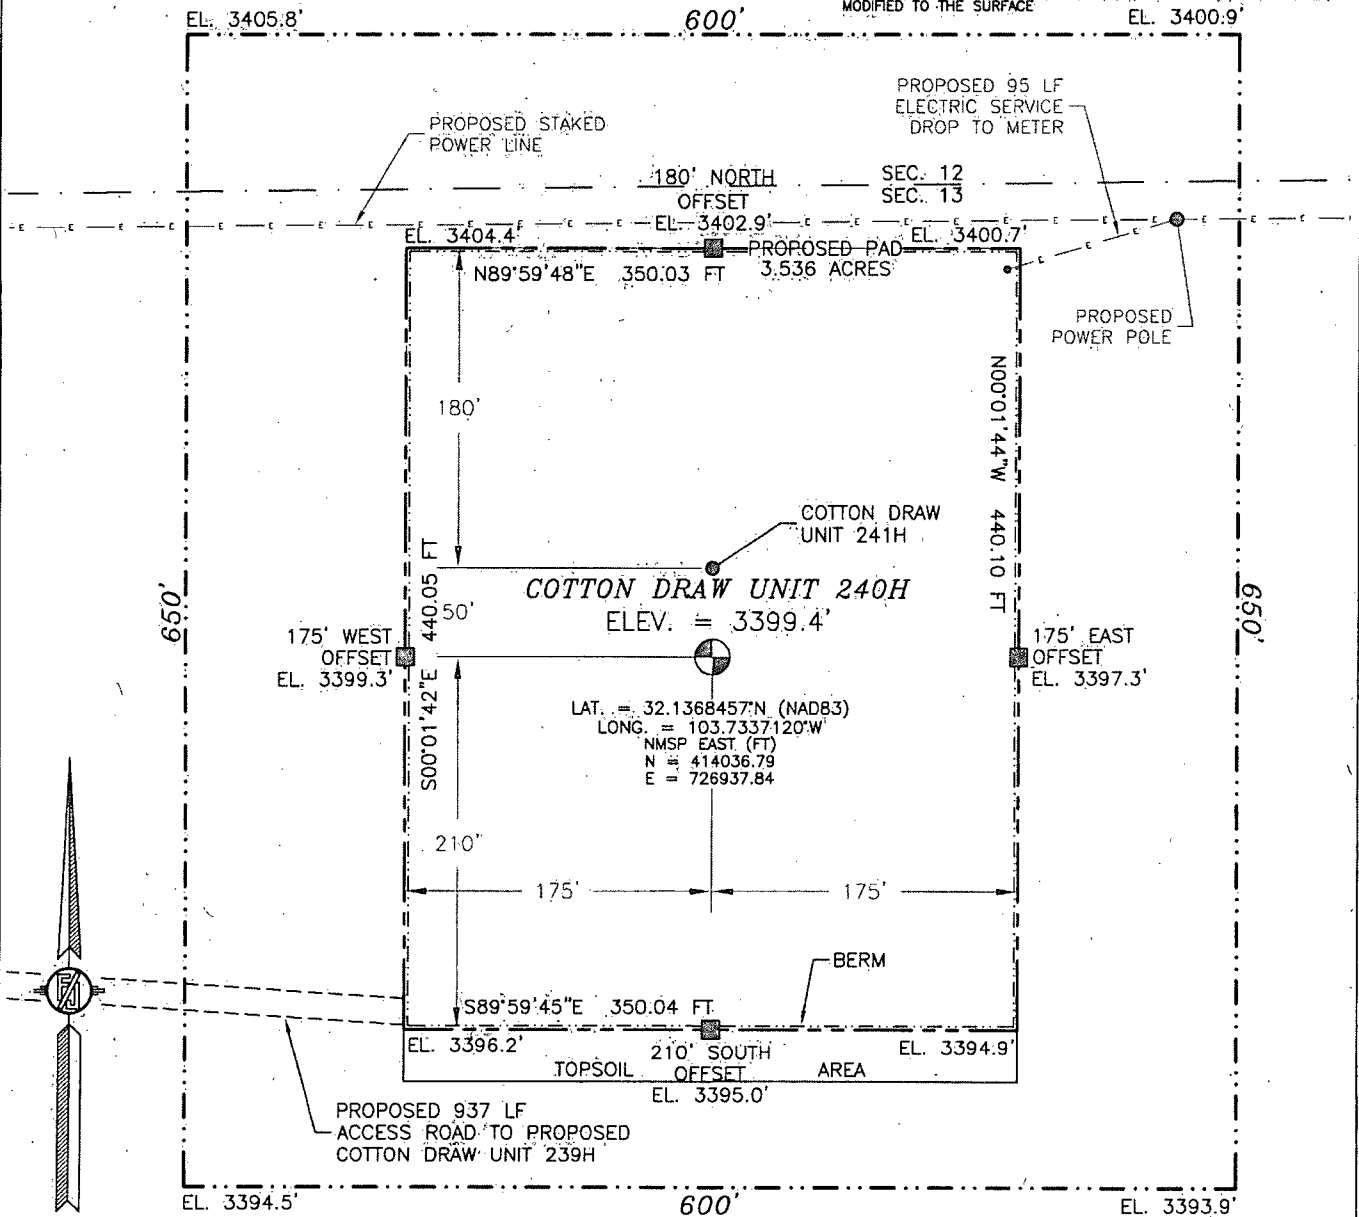 MODIFIED TO THE SURFACE
EL. 3405.8'
600'
EL. 3400.9'
PROPOSED 95 LF
ELECTRIC SERVICE
DROP TO METER
PROPOSED STAKED
POWER LINE
180' NORTH
OFFSET
EL. 3402.9'
SEC. 12
SEC. 13
E E E E E E E E E E E E E E
EL. 3404.4'
EL. 3400.7'
PROPOSED PAD
3.536 ACRES
N89°59'48"E 350.03 FT
PROPOSED
POWER POLE
N00°01'44"W 440.10 FT
180'
COTTON DRAW
UNIT 241H
COTTON DRAW UNIT 240H
ELEV. = 3399.4'
50'
S00°01'42"E 440.05 FT
650'
650'
175' WEST
OFFSET
EL. 3399.3'
175' EAST
OFFSET
EL. 3397.3'
LAT. = 32.1368457°N (NAD83)
LONG. = 103.7337120°W
NMSP EAST (FT)
N = 414036.79
E = 726937.84
210'
175'
175'
BERM
S89°59'45"E 350.04 FT
EL. 3396.2'
EL. 3394.9'
210' SOUTH
OFFSET
EL. 3395.0'
TOPSOIL AREA
PROPOSED 937 LF
ACCESS ROAD TO PROPOSED
COTTON DRAW UNIT 239H
EL. 3394.5'
600'
EL. 3393.9'